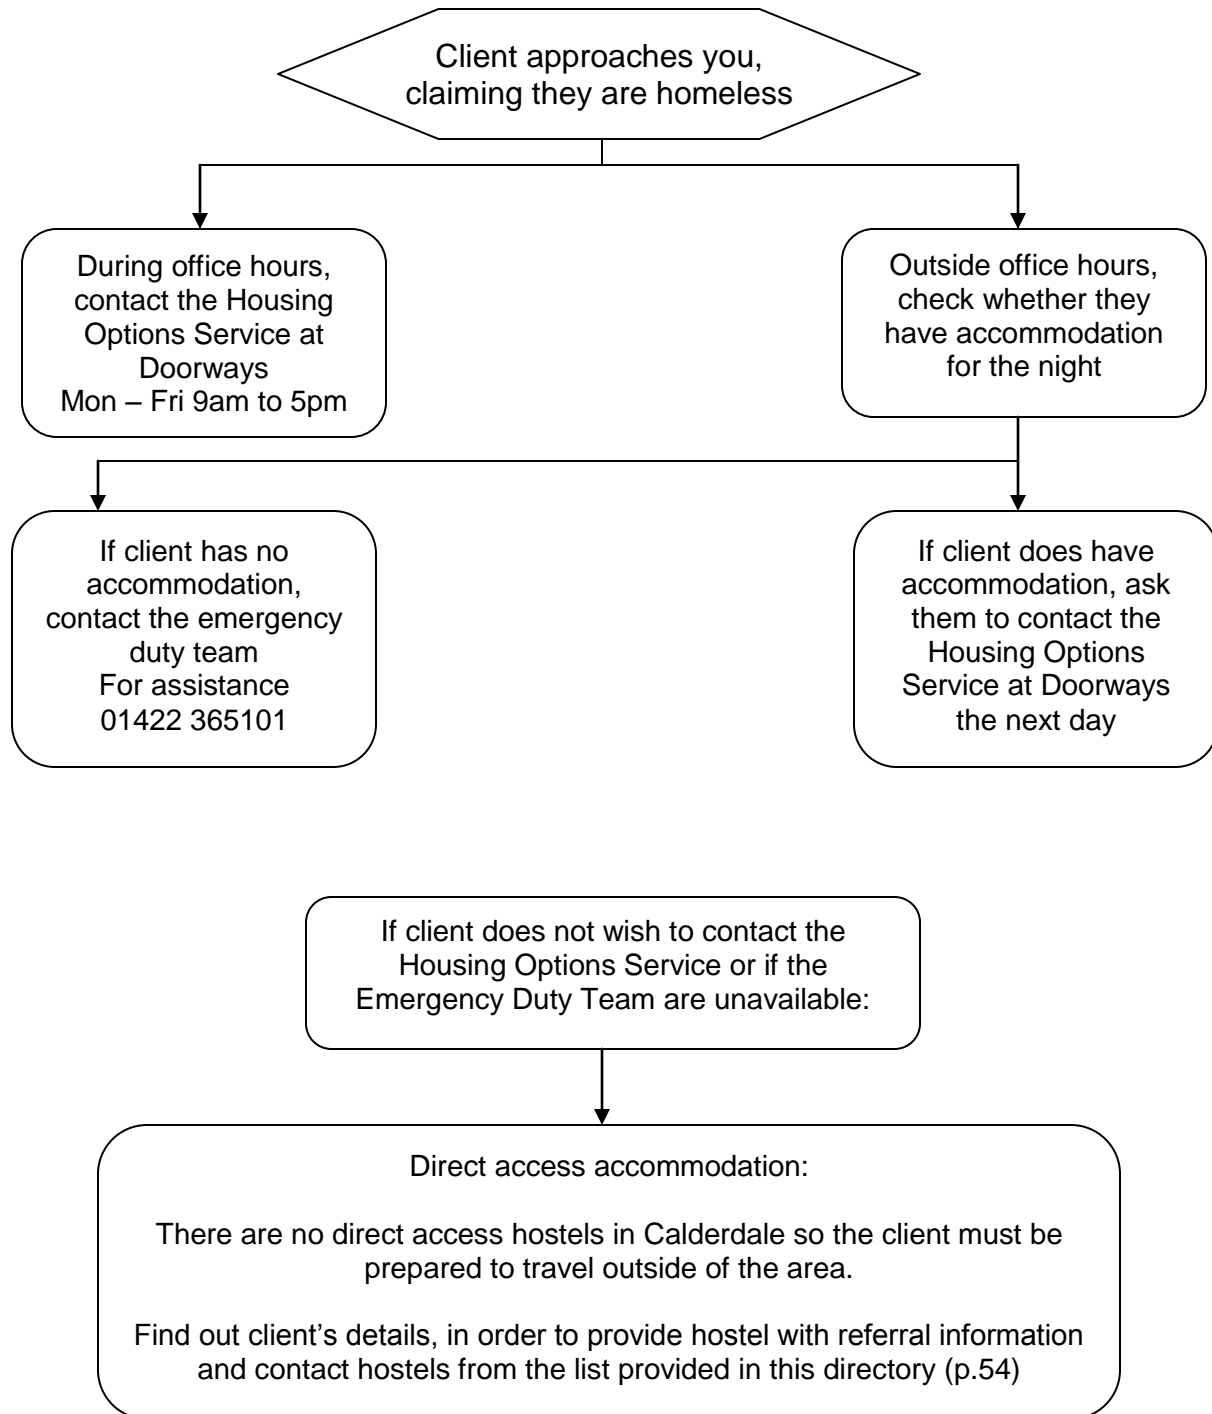 Client approaches you,
claiming they are homeless
During office hours,
contact the Housing
Options Service at
Doorways
Mon – Fri 9am to 5pm
Outside office hours,
check whether they
have accommodation
for the night
If client has no
accommodation,
contact the emergency
duty team
For assistance
01422 365101
If client does have
accommodation, ask
them to contact the
Housing Options
Service at Doorways
the next day
If client does not wish to contact the
Housing Options Service or if the
Emergency Duty Team are unavailable:
Direct access accommodation:
There are no direct access hostels in Calderdale so the client must be
prepared to travel outside of the area.
Find out client’s details, in order to provide hostel with referral information
and contact hostels from the list provided in this directory (p.54)